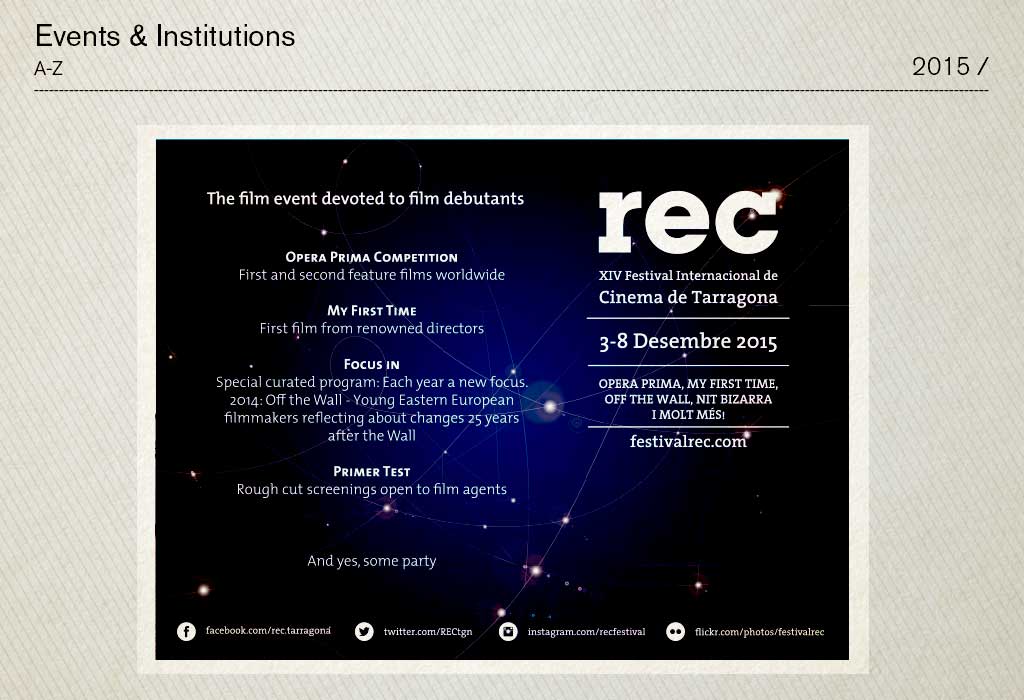 Events & Institutions
A-Z
2015 /
The film event devoted to film debutants
Opera Prima Competition
First and second feature films worldwide
My First Time
First film from renowned directors
Focus in
Special curated program: Each year a new focus.
2014: Off the Wall - Young Eastern European
filmmakers reflecting about changes 25 years
after the Wall
Primer Test
Rough cut screenings open to film agents
And yes, some party
rec
XIV Festival Internacional de
Cinema de Tarragona
3-8 Desembre 2015
OPERA PRIMA, MY FIRST TIME,
OFF THE WALL, NIT BIZARRA
I MOLT MÉS!
festivalrec.com
facebook.com/rec.tarragona
twitter.com/RECtgn
instagram.com/recfestival
flickr.com/photos/festivalrec